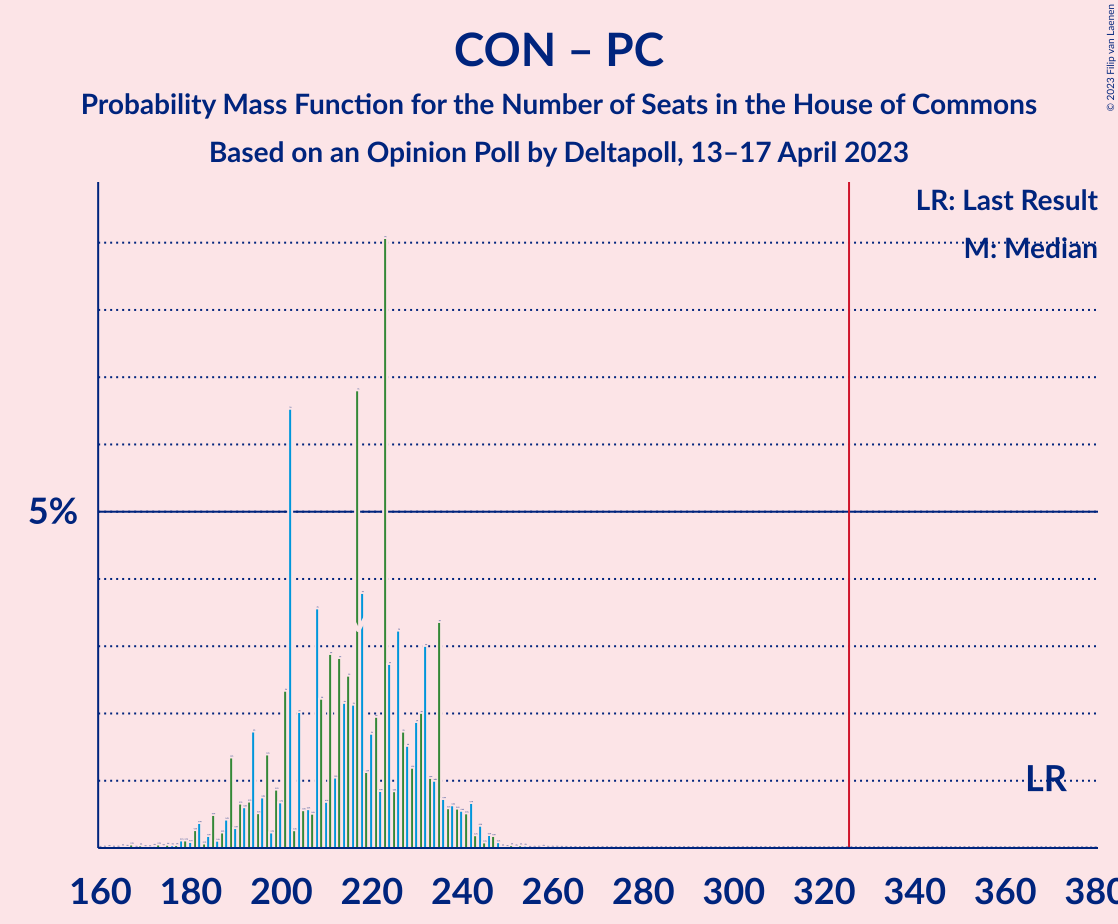 CON – PC
Probability Mass Function for the Number of Seats in the House of Commons
Based on an Opinion Poll by Deltapoll, 13–17 April 2023
© 2023 Filip van Laenen
LR: Last Result
M: Median
5%
LR
160 180 200 220 240 260 280 300 320 340 360 380